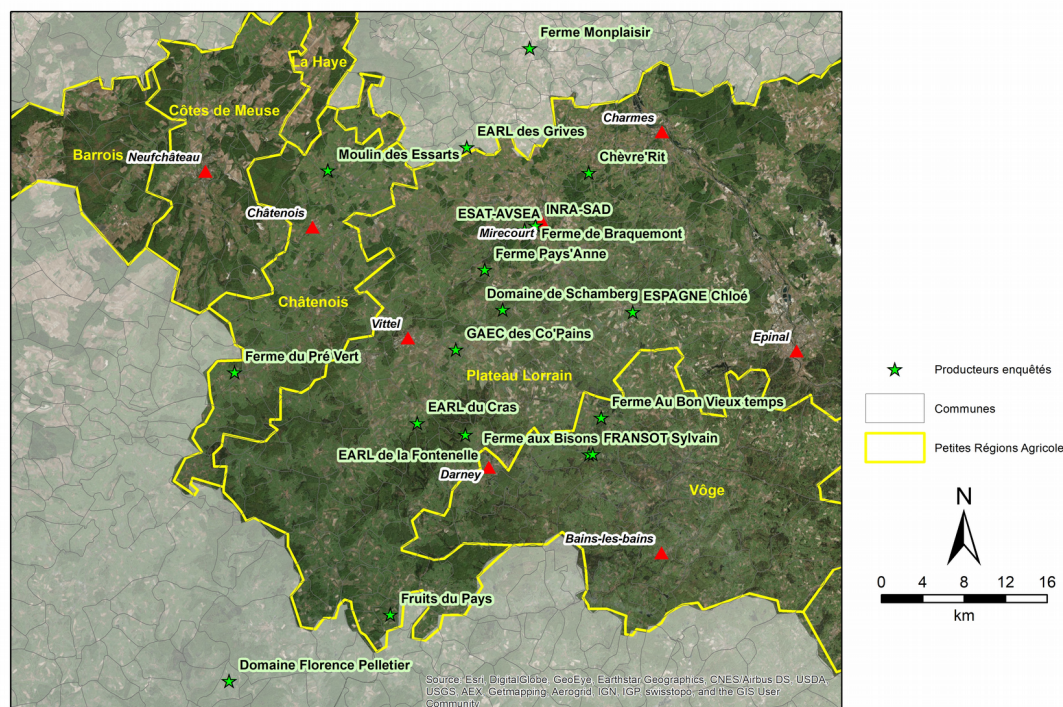 Ferme Monplaisir
La Haye
Côtes de Meuse
Charmes
EARL des Grives
Barrois
Neufchâteau
Moulin des Essarts
Chèvre'Rit
Châtenois
ESAT-AVSEA
INRA-SAD
Mirecourt
Ferme de Braquemont
Ferme Pays'Anne
Châtenois
Domaine de Schamberg
ESPAGNE Chloé
Vittel
GAEC des Co'Pains
Epinal
Ferme du Pré Vert
Plateau Lorrain
Ferme Au Bon Vieux temps
EARL du Cras
Ferme aux Bisons
FRANSOT Sylvain
EARL de la Fontenelle
Darney
Vôge
Bains-les-bains
Fruits du Pays
Domaine Florence Pelletier
Source: Esri, DigitalGlobe, GeoEye, Earthstar Geographics, CNES/Airbus DS, USDA,
USGS, AEX, Getmapping, Aerogrid, IGN, IGP, swisstopo, and the GIS User
Community
Producteurs enquêtés
Communes
Petites Régions Agricole
N
0 4 8 12 16
km